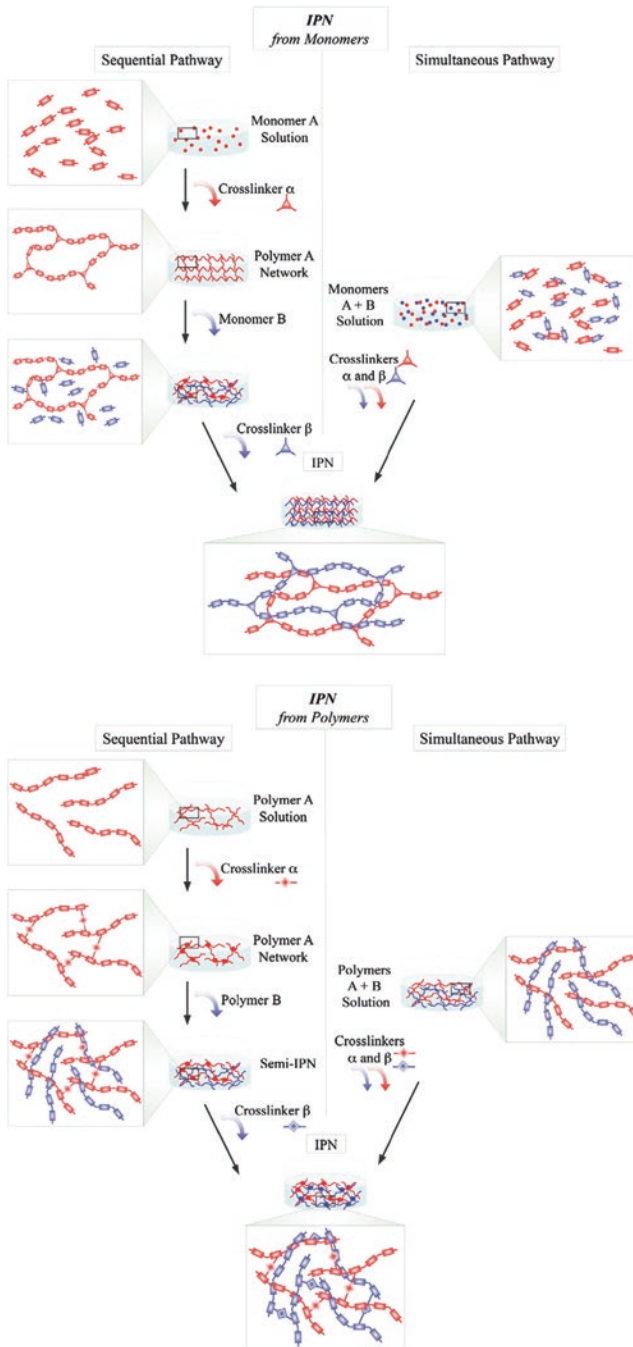 IPN
from Monomers
Sequential Pathway
Simultaneous Pathway
Monomer A
Solution
Crosslinker α
Polymer A
Network
Monomer B
Crosslinker β
Monomers
A + B
Solution
Crosslinkers
α and β
IPN
IPN
from Polymers
Sequential Pathway
Simultaneous Pathway
Polymer A
Solution
Crosslinker α
Polymer A
Network
Polymer B
Semi-IPN
Crosslinker β
Polymers
A + B
Solution
Crosslinkers
α and β
IPN